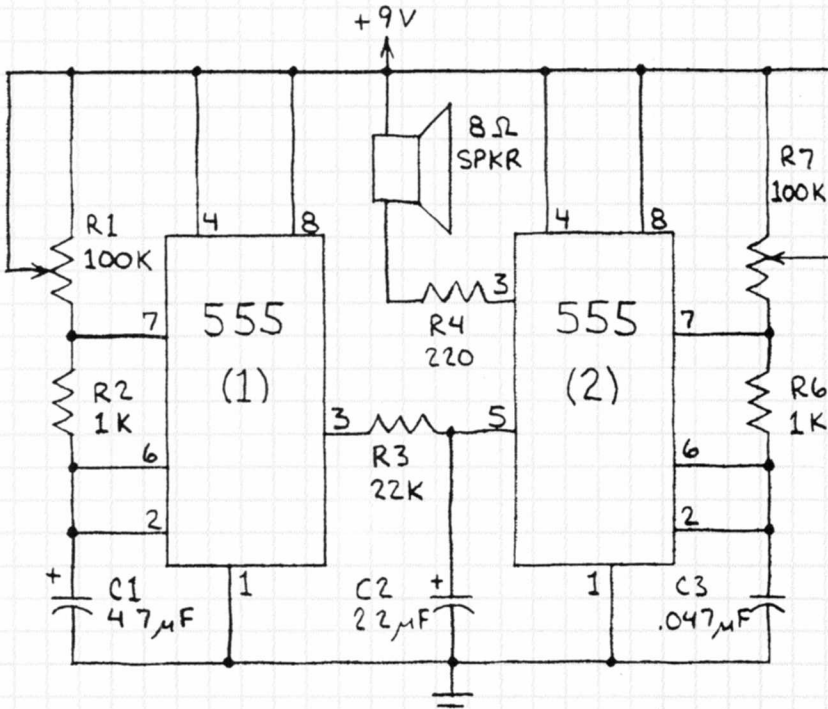 +9V
8Ω
SPKR
R7
100K
4
8
4
8
R1
100K
555
(1)
3
R4
220
555
(2)
7
7
R2
1K
3
R3
22K
5
R6
1K
6
6
2
2
+
C1
47µF
1
C2
22µF
+
1
C3
.047µF